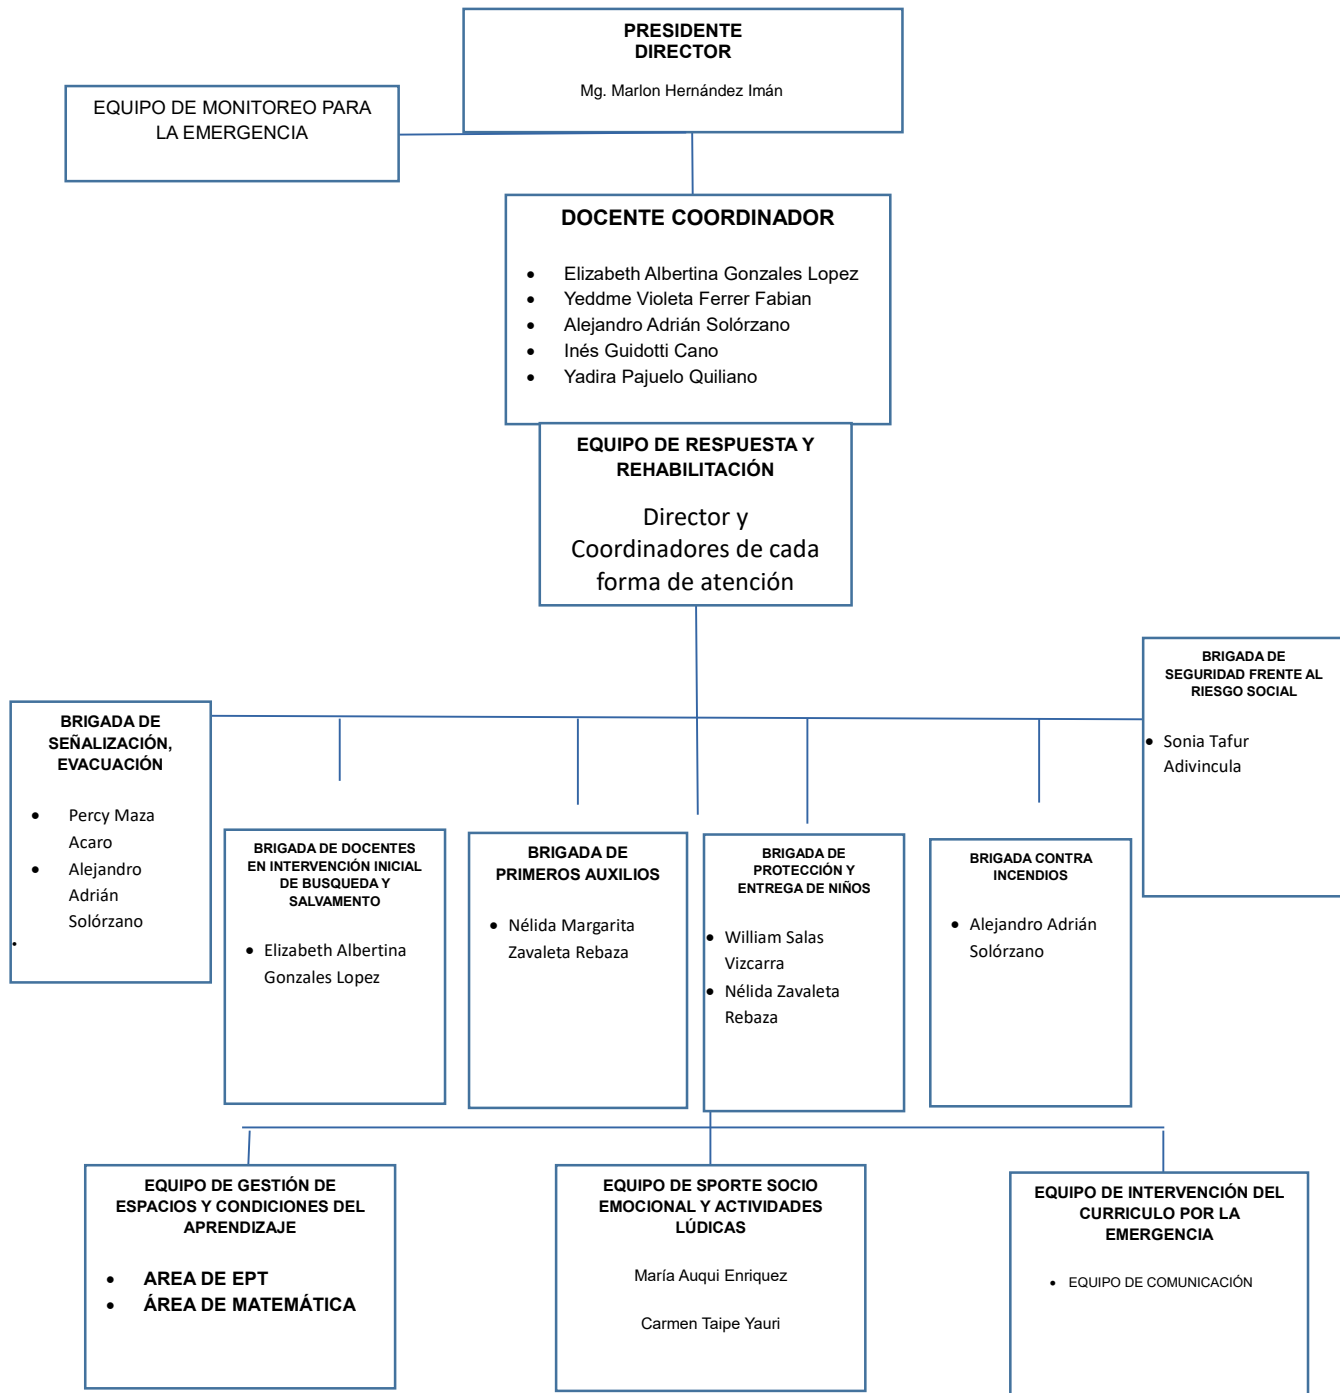 PRESIDENTE
DIRECTOR
Mg. Marlon Hernández Imán
EQUIPO DE MONITOREO PARA
LA EMERGENCIA
DOCENTE COORDINADOR
• Elizabeth Albertina Gonzales Lopez
• Yeddme Violeta Ferrer Fabian
• Alejandro Adrián Solórzano
• Inés Guidotti Cano
• Yadira Pajuelo Quiliano
EQUIPO DE RESPUESTA Y
REHABILITACIÓN
Director y
Coordinadores de cada
forma de atención
BRIGADA DE
SEÑALIZACIÓN,
EVACUACIÓN
• Percy Maza
Acaro
• Alejandro
Adrián
Solórzano
•
BRIGADA DE DOCENTES
EN INTERVENCIÓN INICIAL
DE BUSQUEDA Y
SALVAMENTO
• Elizabeth Albertina
Gonzales Lopez
BRIGADA DE
PRIMEROS AUXILIOS
• Nélida Margarita
Zavaleta Rebaza
BRIGADA DE
PROTECCIÓN Y
ENTREGA DE NIÑOS
• William Salas
Vizcarra
• Nélida Zavaleta
Rebaza
BRIGADA CONTRA
INCENDIOS
• Alejandro Adrián
Solórzano
BRIGADA DE
SEGURIDAD FRENTE AL
RIESGO SOCIAL
• Sonia Tafur
Adivincula
EQUIPO DE GESTIÓN DE
ESPACIOS Y CONDICIONES DEL
APRENDIZAJE
• AREA DE EPT
• ÁREA DE MATEMÁTICA
EQUIPO DE SPORTE SOCIO
EMOCIONAL Y ACTIVIDADES
LÚDICAS
María Auqui Enriquez
Carmen Taipe Yauri
EQUIPO DE INTERVENCIÓN DEL
CURRICULO POR LA
EMERGENCIA
• EQUIPO DE COMUNICACIÓN